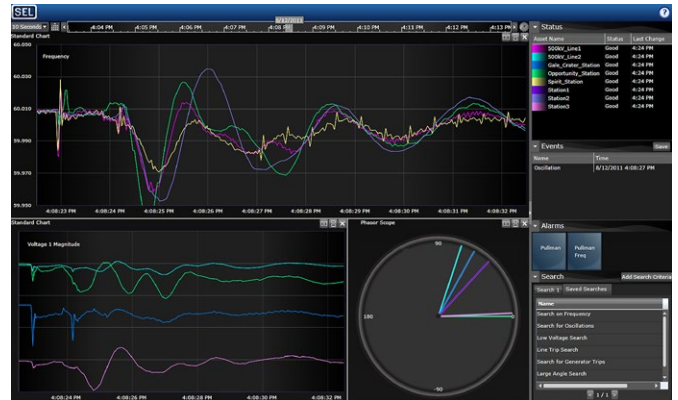 SEL
?
10 Seconds
8/12/2011
4:04 PM 4:05 PM 4:06 PM 4:07 PM 4:08 4:09 PM 4:10 PM 4:11 PM 4:12 PM 4:13 PM
Standard Chart
60.050
Frequency
60.010
59.990
59.970
59.950
4:08:23 PM 4:08:24 PM 4:08:25 PM 4:08:26 PM 4:08:27 PM 4:08:28 PM 4:08:29 PM 4:08:30 PM 4:08:31 PM 4:08:32 PM
Standard Chart
Voltage 1 Magnitude
4:08:24 PM 4:08:26 PM 4:08:28 PM 4:08:30 PM 4:08:32 PM
Phasor Scope
90
180
0
-90
Status
Asset Name Status Last Change
500kV_Line1 Good 4:24 PM
500kV_Line2 Good 4:24 PM
Gale_Crater_Station Good 4:24 PM
Opportunity_Station Good 4:24 PM
Spirit_Station Good 4:24 PM
Station1 Good 4:24 PM
Station2 Good 4:24 PM
Station3 Good 4:24 PM
Events Save
Name Time
Oscillation 8/12/2011 4:08:27 PM
Alarms
Pullman
Pullman Freq
Search Add Search Criteria
Search 1 Saved Searches
Name
Search on Frequency
Search for Oscillations
Low Voltage Search
Line Trip Search
Search for Generator Trips
Large Angle Search
1 / 1